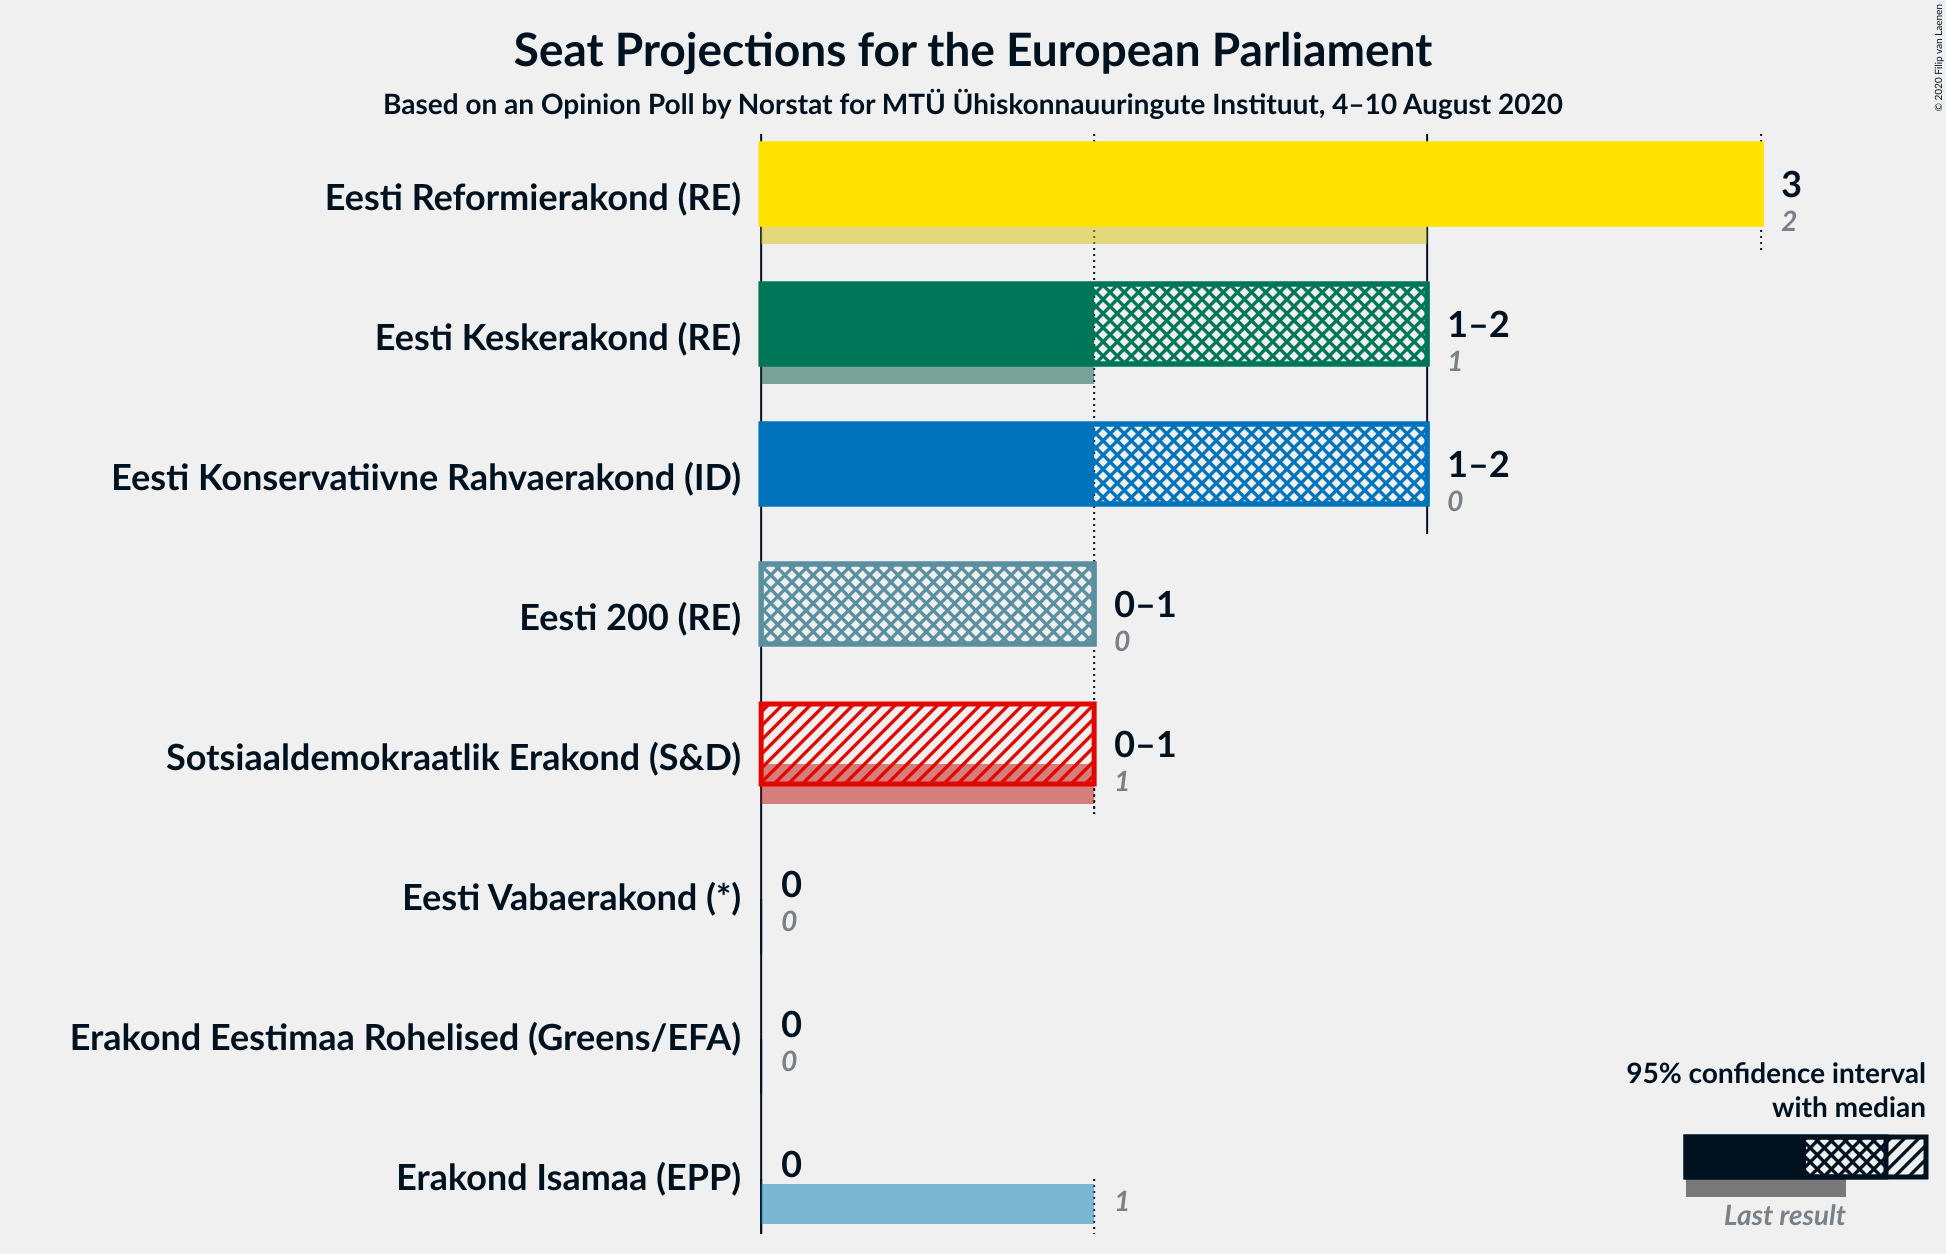 Seat Projections for the European Parliament
Based on an Opinion Poll by Norstat for MTÜ Ühiskonnauuringute Instituut, 4–10 August 2020
© 2020 Filip van Laenen
Eesti Reformierakond (RE)
3
2
Eesti Keskerakond (RE)
1–2
1
Eesti Konservatiivne Rahvaerakond (ID)
1–2
0
Eesti 200 (RE)
0–1
0
Sotsiaaldemokraatlik Erakond (S&D)
0–1
1
Eesti Vabaerakond (*)
0
0
Erakond Eestimaa Rohelised (Greens/EFA)
0
0
Erakond Isamaa (EPP)
0
1
95% confidence interval
with median
Last result